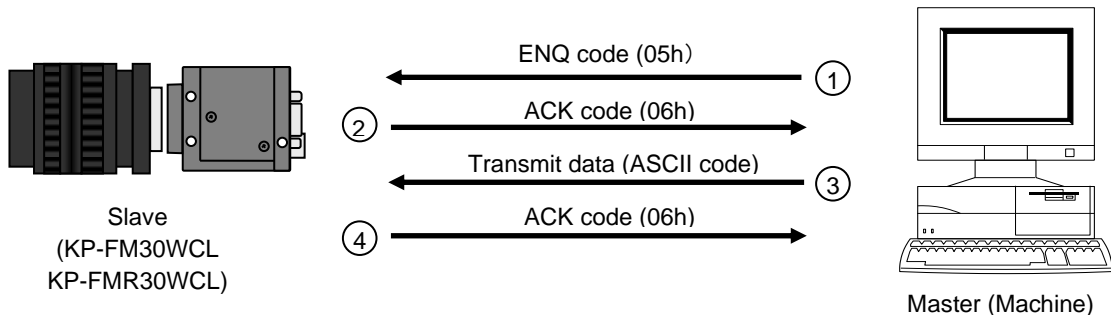 ENQ code (05h）
①
ACK code (06h)
②
Transmit data (ASCII code)
③
ACK code (06h)
④
Slave
(KP-FM30WCL
KP-FMR30WCL)
Master (Machine)